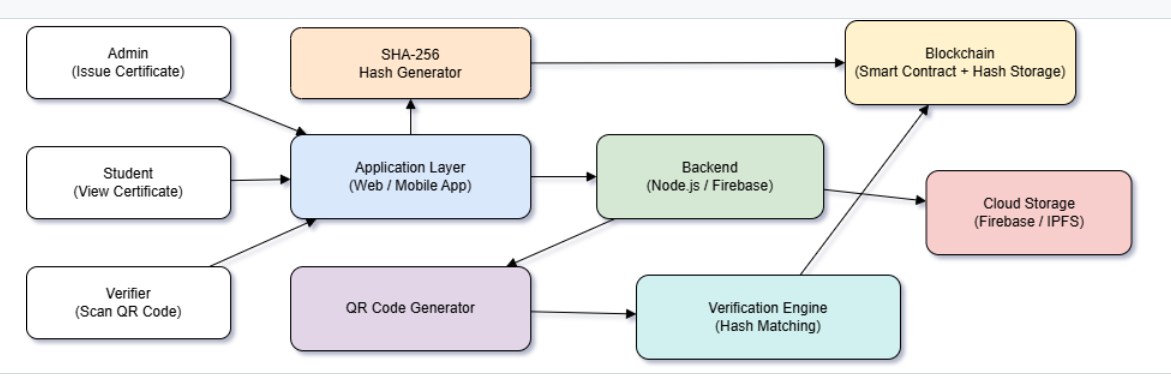 Admin
(Issue Certificate)
SHA-256
Hash Generator
Blockchain
(Smart Contract + Hash Storage)
Student
(View Certificate)
Application Layer
(Web / Mobile App)
Backend
(Node.js / Firebase)
Cloud Storage
(Firebase / IPFS)
Verifier
(Scan QR Code)
QR Code Generator
Verification Engine
(Hash Matching)